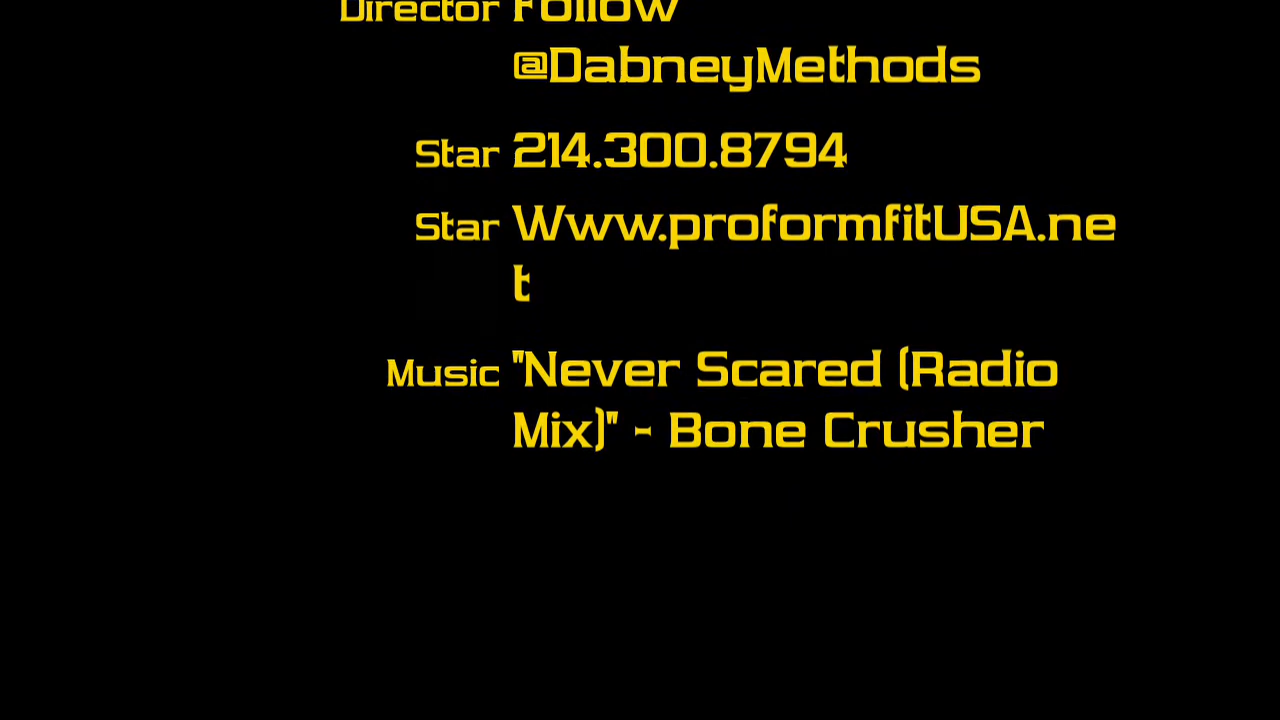 Director Follow
@DabneyMethods
Star 214.300.8794
Star Www.proformfitUSA.ne
t
Music "Never Scared (Radio
Mix)" - Bone Crusher